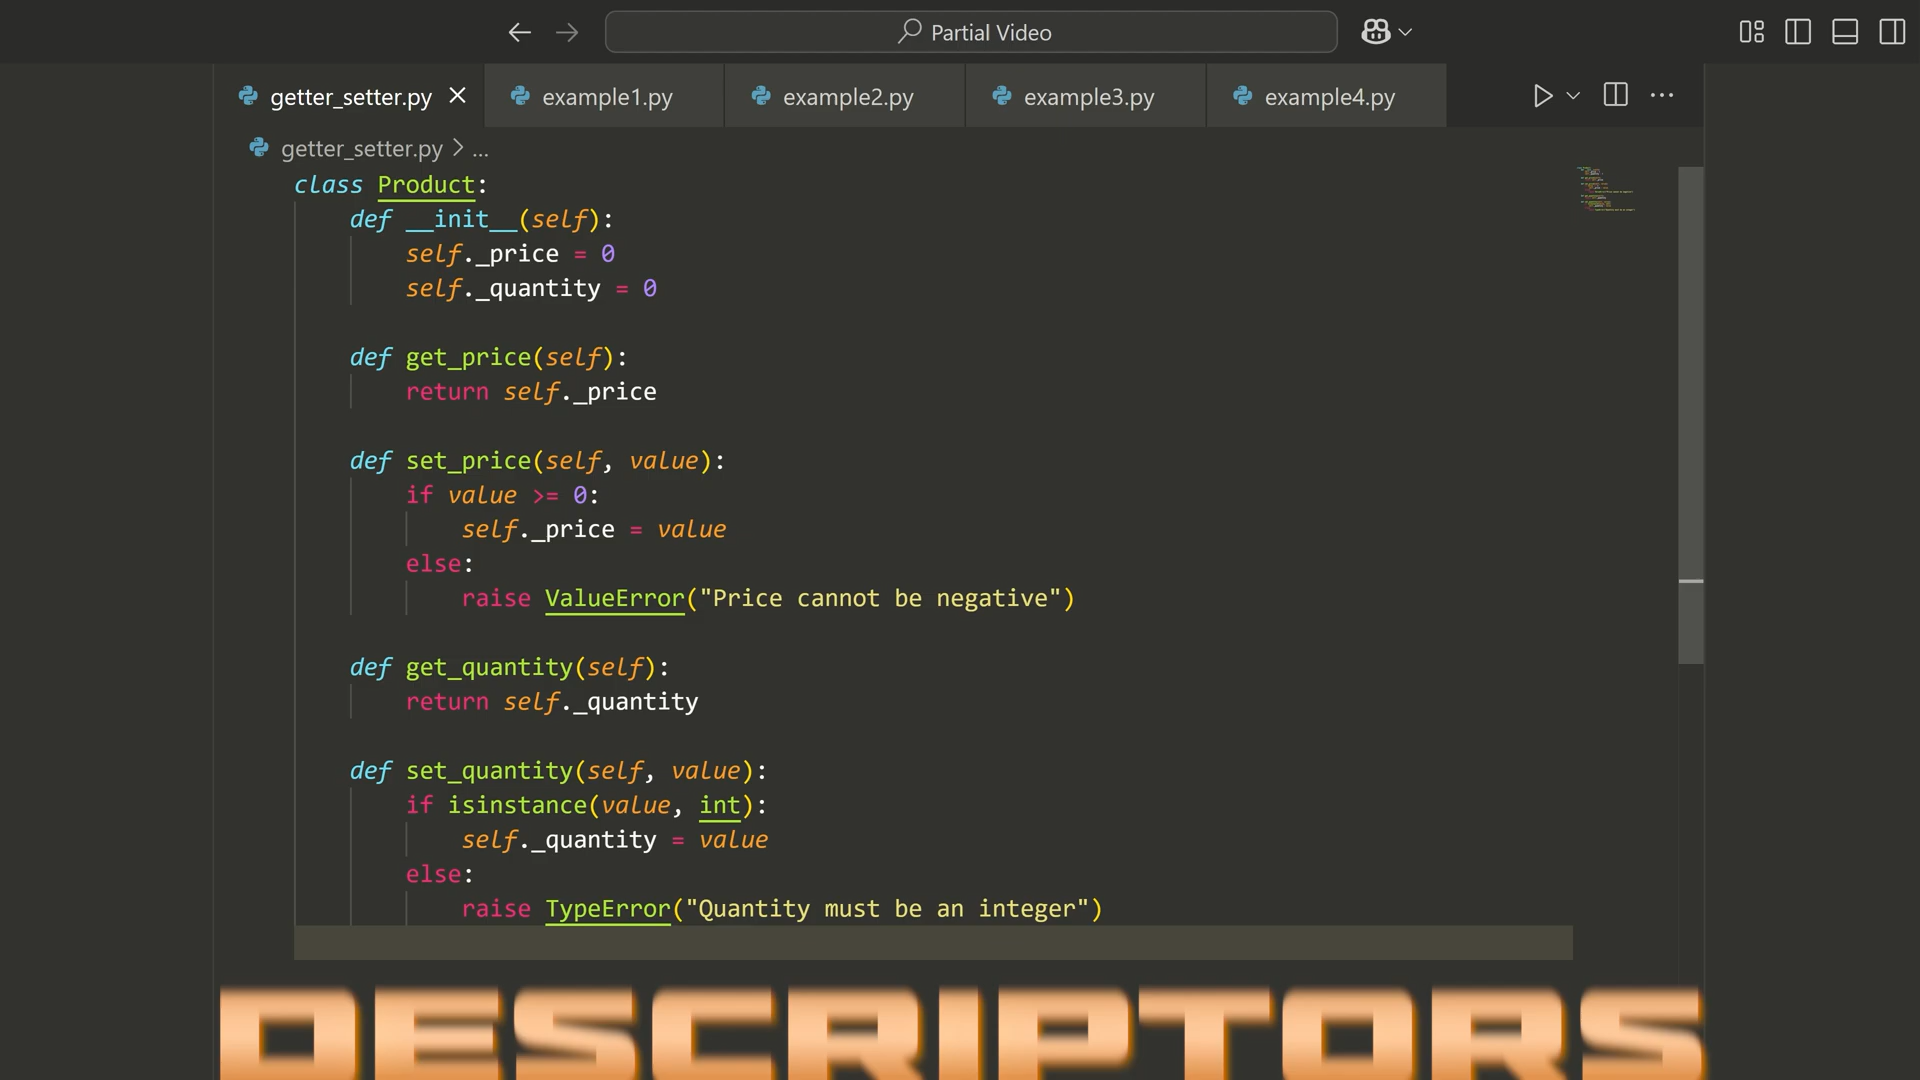 Partial Video
getter_setter.py example1.py example2.py example3.py example4.py
getter_setter.py > ...
class Product:
    def __init__(self):
        self._price = 0
        self._quantity = 0

    def get_price(self):
        return self._price

    def set_price(self, value):
        if value >= 0:
            self._price = value
        else:
            raise ValueError("Price cannot be negative")

    def get_quantity(self):
        return self._quantity

    def set_quantity(self, value):
        if isinstance(value, int):
            self._quantity = value
        else:
            raise TypeError("Quantity must be an integer")
DESCRIPTORS